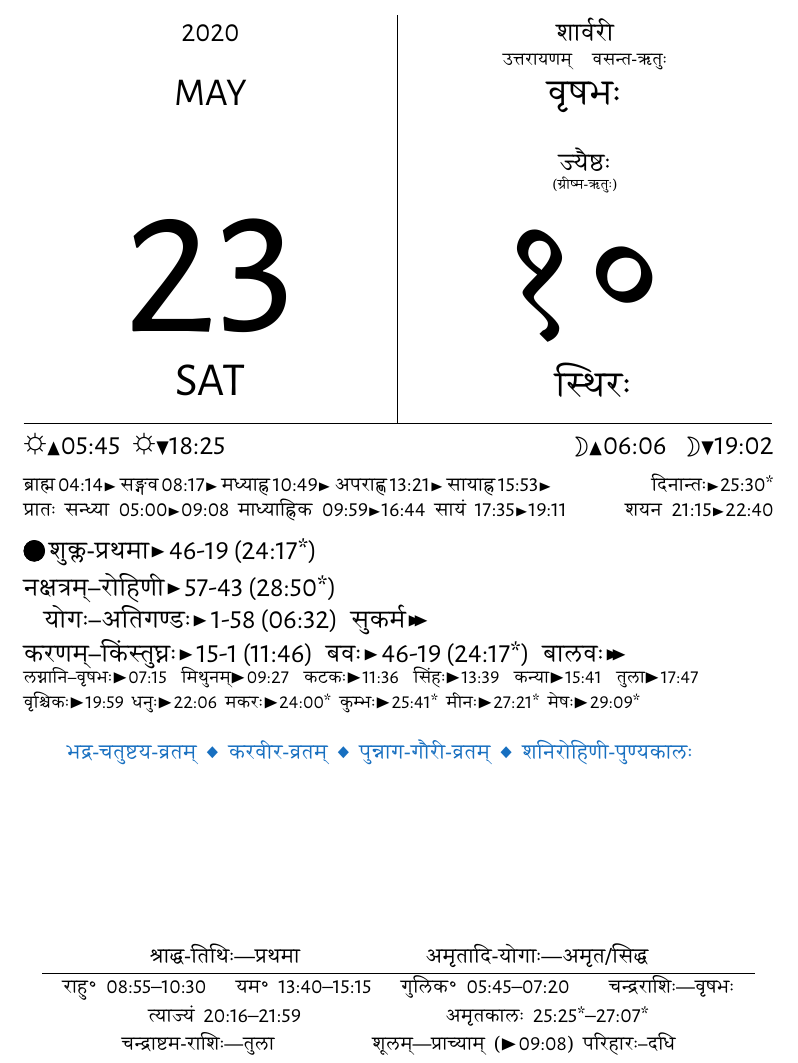 2020
MAY
23
SAT
शार्वरी
उत्तरायणम् वसन्त-ऋतुः
वृषभः
ज्यैष्ठः
(ग्रीष्म-ऋतुः)
१०
स्थिरः
☼▲05:45 ☼▼18:25 ☽▲06:06 ☽▼19:02
ब्राह्म 04:14► सङ्गव 08:17► मध्याह्न 10:49► अपराह्ण 13:21► सायाह्न 15:53► दिनान्तः►25:30*
प्रातः सन्ध्या 05:00►09:08 माध्याह्निक 09:59►16:44 सायं 17:35►19:11 शयन 21:15►22:40
●शुक्ल-प्रथमा► 46-19 (24:17*)
नक्षत्रम्–रोहिणी►57-43 (28:50*)
योगः–अतिगण्डः►1-58 (06:32) सुकर्म►►
करणम्–किंस्तुघ्नः►15-1 (11:46) बवः►46-19 (24:17*) बालवः►►
लग्नानि–वृषभः►07:15 मिथुनम्►09:27 कटकः►11:36 सिंहः►13:39 कन्या►15:41 तुला►17:47
वृश्चिकः►19:59 धनुः►22:06 मकरः►24:00* कुम्भः►25:41* मीनः►27:21* मेषः►29:09*
भद्र-चतुष्टय-व्रतम् ◆ करवीर-व्रतम् ◆ पुन्नाग-गौरी-व्रतम् ◆ शनिरोहिणी-पुण्यकालः
श्राद्ध-तिथिः—प्रथमा अमृतादि-योगाः—अमृत/सिद्ध
राहु° 08:55–10:30 यम° 13:40–15:15 गुलिक° 05:45–07:20 चन्द्रराशिः—वृषभः
त्याज्यं 20:16–21:59 अमृतकालः 25:25*–27:07*
चन्द्राष्टम-राशिः—तुला शूलम्—प्राच्याम् (►09:08) परिहारः–दधि